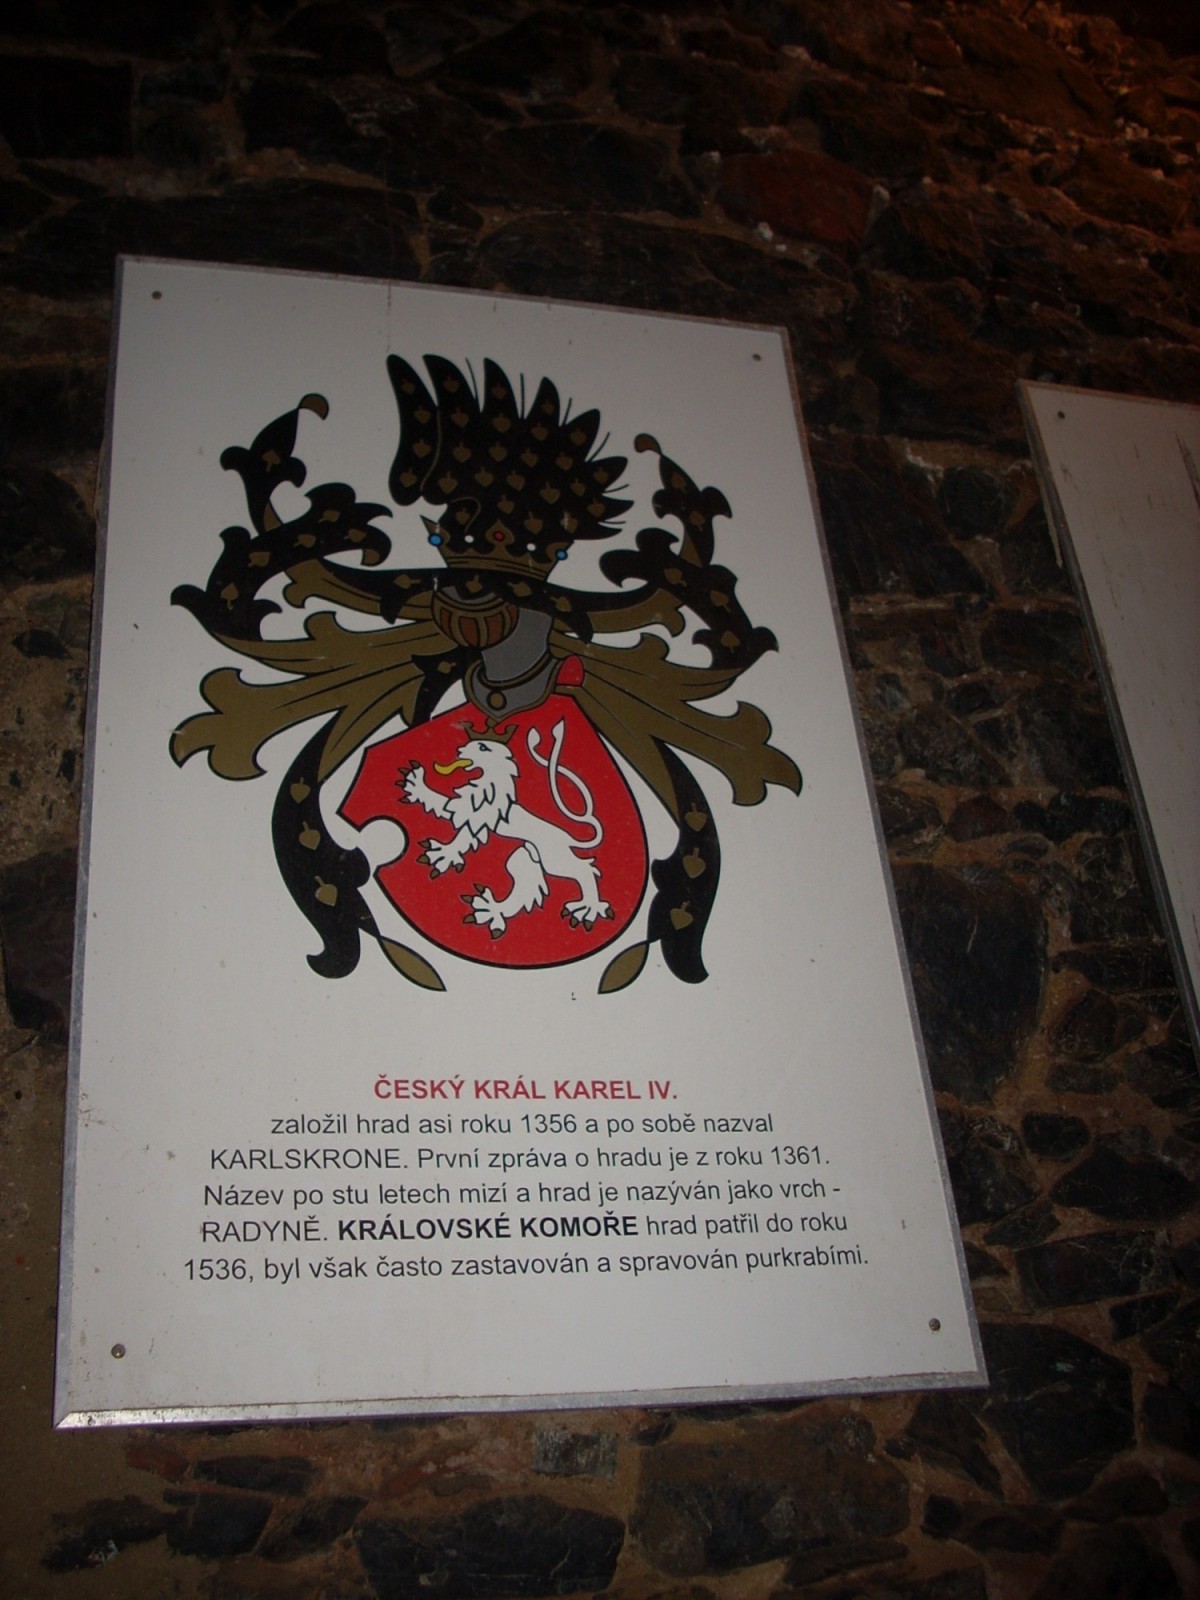 ČESKÝ KRÁL KAREL IV.
založil hrad asi roku 1356 a po sobě nazval
KARLSKRONE. První zpráva o hradu je z roku 1361.
Název po stu letech mizí a hrad je nazýván jako vrch -
RADYNĚ. KRÁLOVSKÉ KOMOŘE hrad patřil do roku
1536, byl však často zastavován a spravován purkrabími.